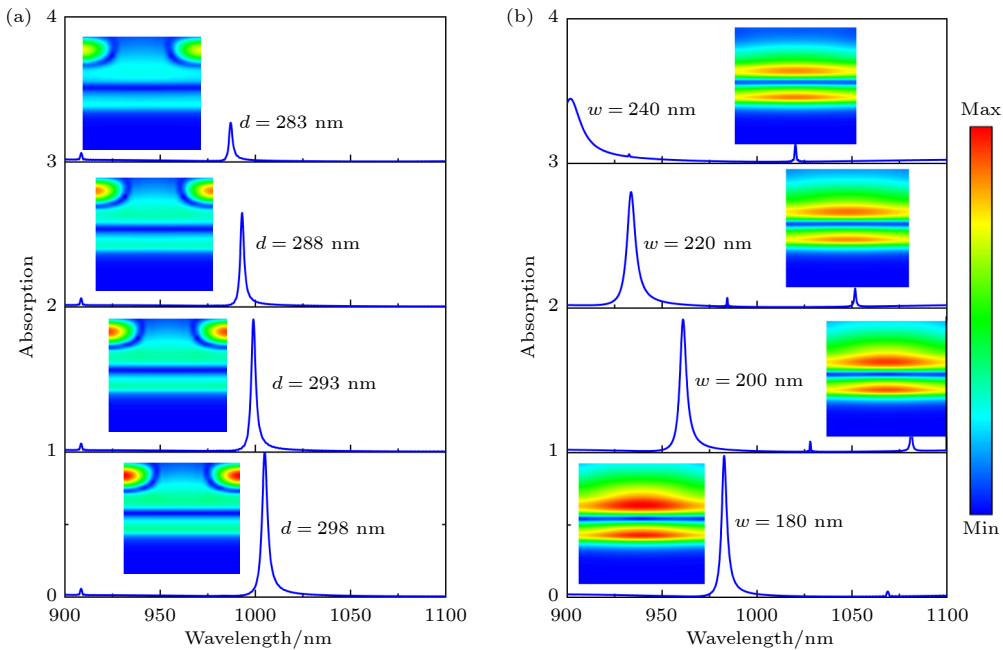 (a)
(b)
4
3
2
1
0
Absorption
d = 283 nm
d = 288 nm
d = 293 nm
d = 298 nm
900 950 1000 1050 1100
Wavelength/nm
4
3
2
1
0
Absorption
w = 240 nm
w = 220 nm
w = 200 nm
w = 180 nm
900 950 1000 1050 1100
Wavelength/nm
Max
Min